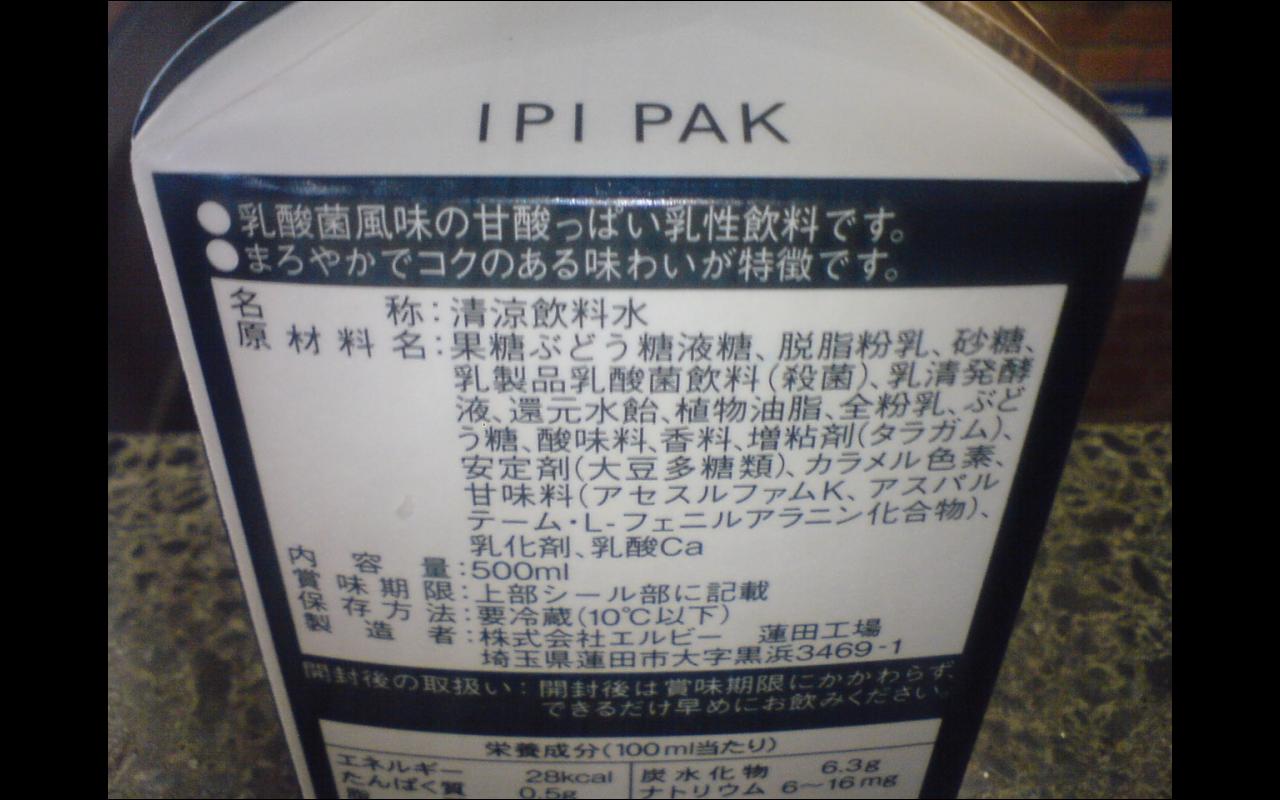 IPI PAK
●乳酸菌風味の甘酸っぱい乳性飲料です。
●まろやかでコクのある味わいが特徴です。
名称:清涼飲料水
原材料名:果糖ぶどう糖液糖、脱脂粉乳、砂糖、
乳製品乳酸菌飲料(殺菌)、乳清発酵
液、還元水飴、植物油脂、全粉乳、ぶど
う糖、酸味料、香料、増粘剤(タラガム)、
安定剤(大豆多糖類)、カラメル色素、
甘味料(アセスルファムK、アスパル
テーム・L-フェニルアラニン化合物)、
乳化剤、乳酸Ca
内容量:500ml
賞味期限:上部シール部に記載
保存方法:要冷蔵(10℃以下)
製造者:株式会社エルビー 蓮田工場
埼玉県蓮田市大字黒浜3469-1
開封後の取扱い:開封後は賞味期限にかかわらず、
できるだけ早めにお飲みください。
栄養成分(100ml当たり)
エネルギー 28kcal 炭水化物 6.3g
たんぱく質 0.5g ナトリウム 6~16mg